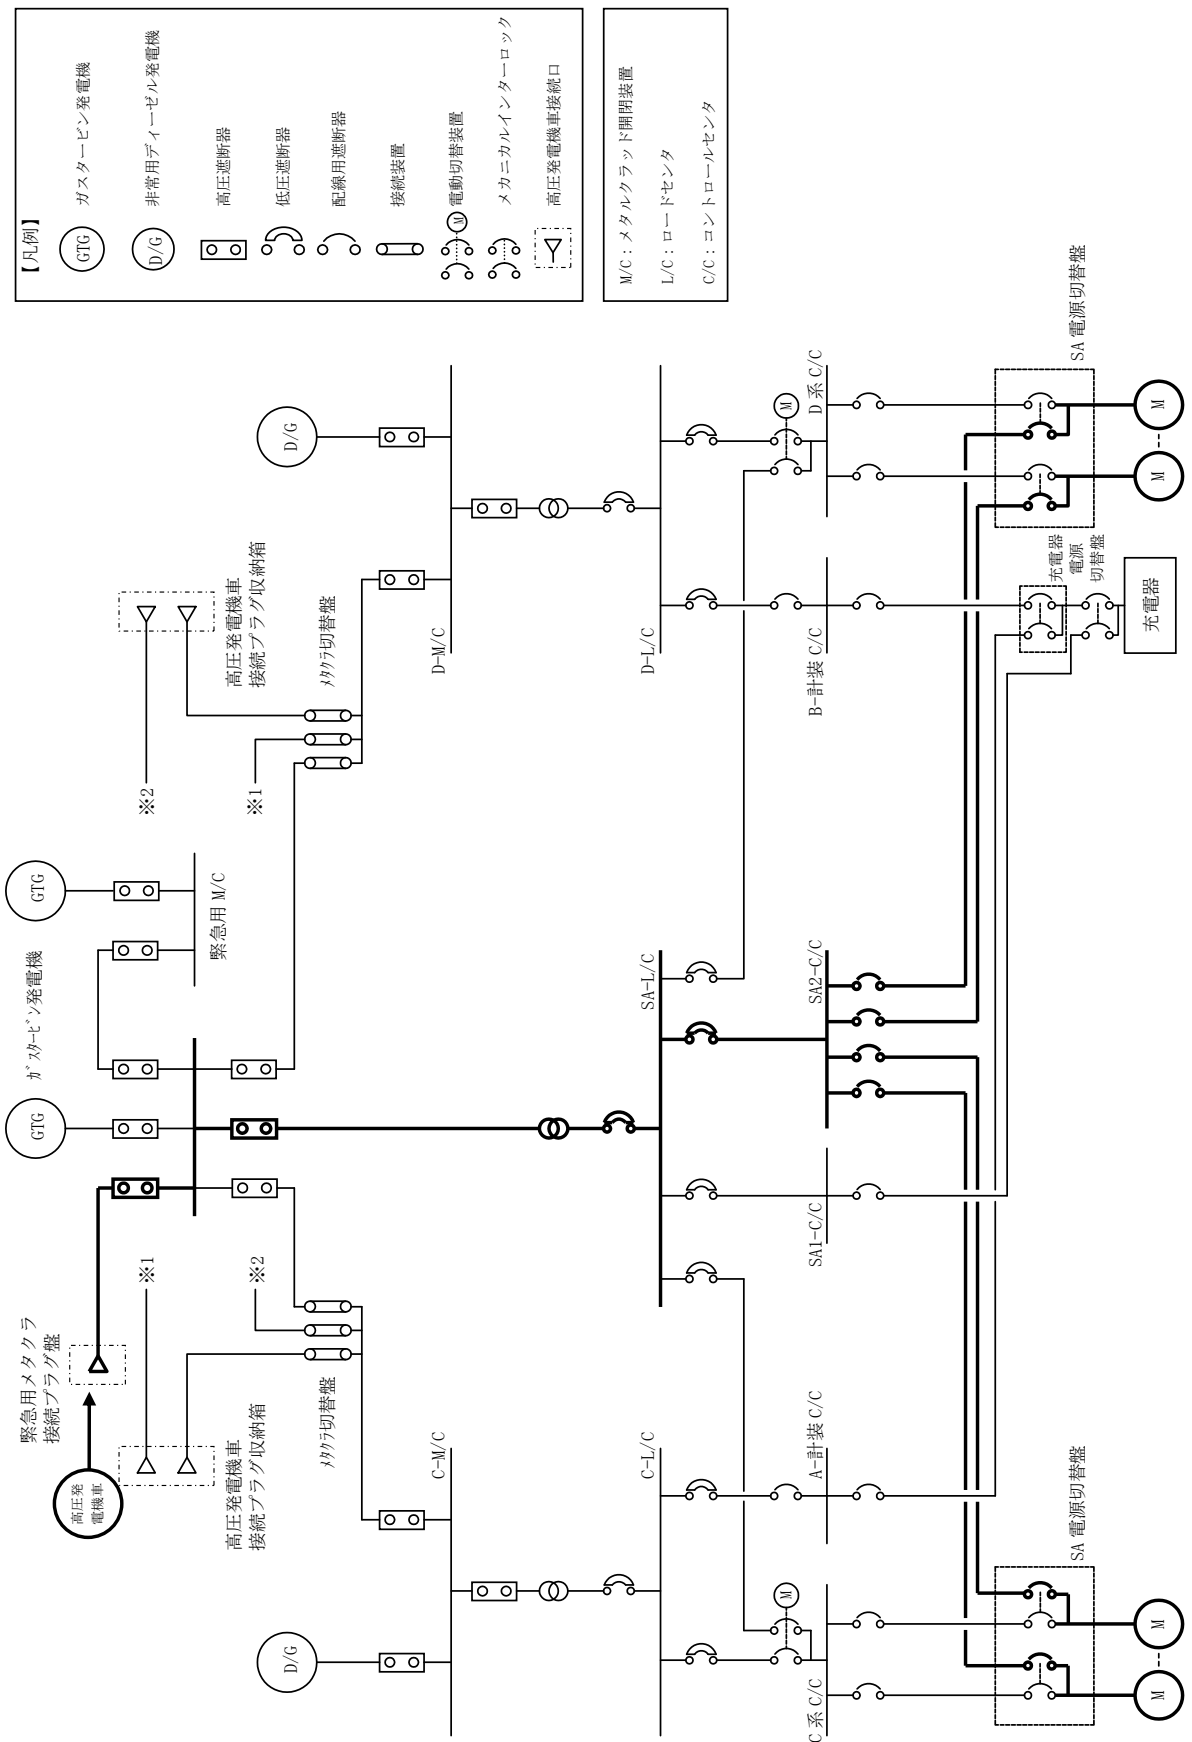 【凡例】
GTG
ガスタービン発電機
D/G
非常用ディーゼル発電機
高圧遮断器
低圧遮断器
配線用遮断器
接続装置
M
電動切替装置
メカニカルインターロック
高圧発電機車接続口
M/C：メタルクラッド開閉装置
L/C：ロードセンタ
C/C：コントロールセンタ
緊急用メタクラ
接続プラグ盤
高圧発
電機車
GTG
ｶﾞｽﾀｰﾋﾞﾝ発電機
GTG
緊急用 M/C
※1
※2
高圧発電機車
接続プラグ収納箱
ﾒﾀｸﾗ切替盤
※2
※1
高圧発電機車
接続プラグ収納箱
ﾒﾀｸﾗ切替盤
D/G
C-M/C
D/G
D-M/C
C-L/C
SA-L/C
D-L/C
M
M
C 系 C/C
A-計装 C/C
SA1-C/C
SA2-C/C
B-計装 C/C
D 系 C/C
SA 電源切替盤
充電器
電源
切替盤
SA 電源切替盤
M
M
充電器
M
M